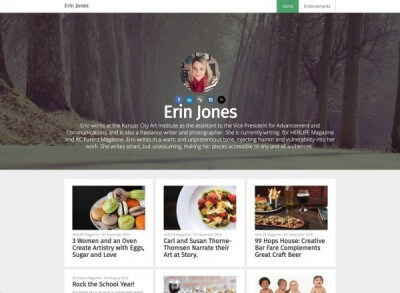 Erin Jones
Home
Endorsements
Erin Jones
Erin works at the Kansas City Art Institute as the assistant to the Vice President for Advancement and
Communications, and is also a freelance writer and photographer. She is currently writing for HERLIFE Magazine
and KC Parent Magazine. Erin writes in a warm and unpretentious tone, injecting humor and vulnerability into her
work. She writes smart, but unassuming, making her pieces accessible to any and all audiences.
3 Women and an Oven
Create Artistry with Eggs,
Sugar and Love
Carl and Susan Thorne-
Thomsen Narrate their
Art at Story.
99 Hops House: Creative
Bar Fare Complements
Great Craft Beer
Rock the School Year!